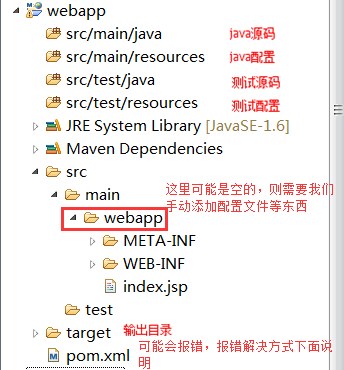 webapp
src/main/java java源码
src/main/resources java配置
src/test/java 测试源码
src/test/resources 测试配置
JRE System Library [JavaSE-1.6]
Maven Dependencies
src
main
这里可能是空的，则需要我们
手动添加配置文件等东西
webapp
META-INF
WEB-INF
index.jsp
test
target 输出目录
可能会报错，报错解决方式下面说
明
pom.xml